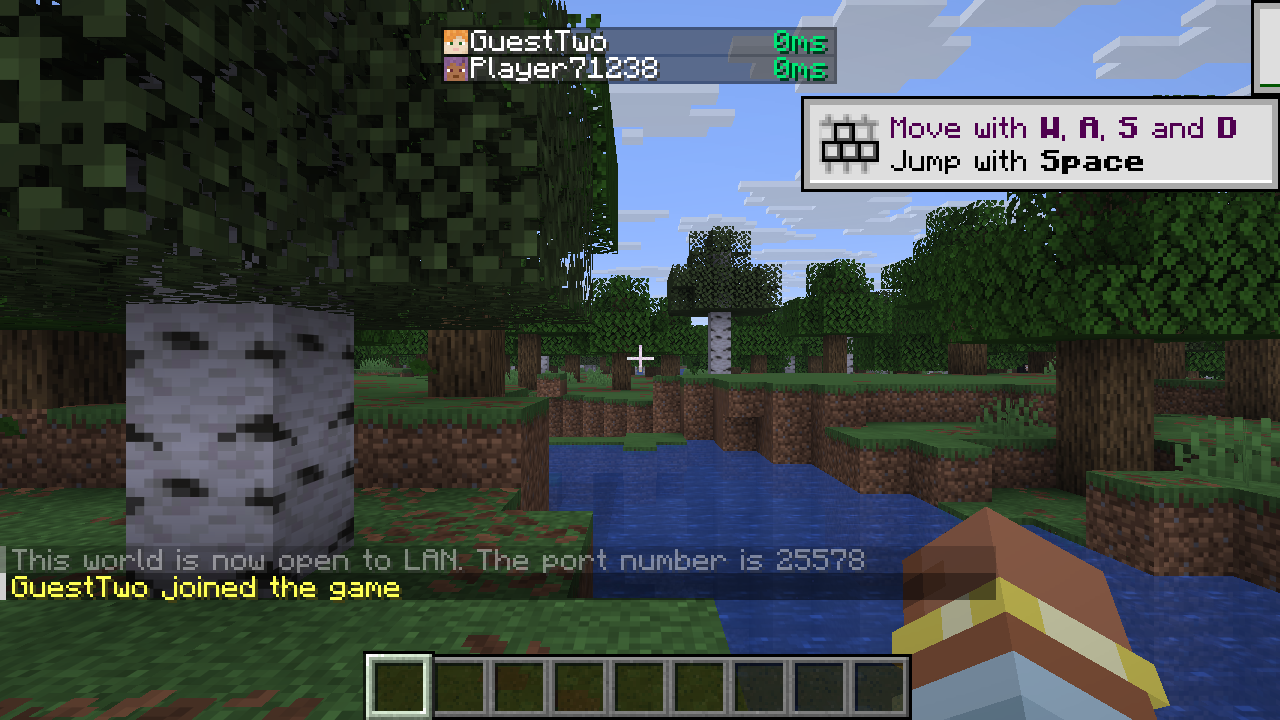 GuestTwo 0ms
Player71238 0ms
Move with W, A, S and D
Jump with Space
This world is now open to LAN. The port number is 25578
GuestTwo joined the game